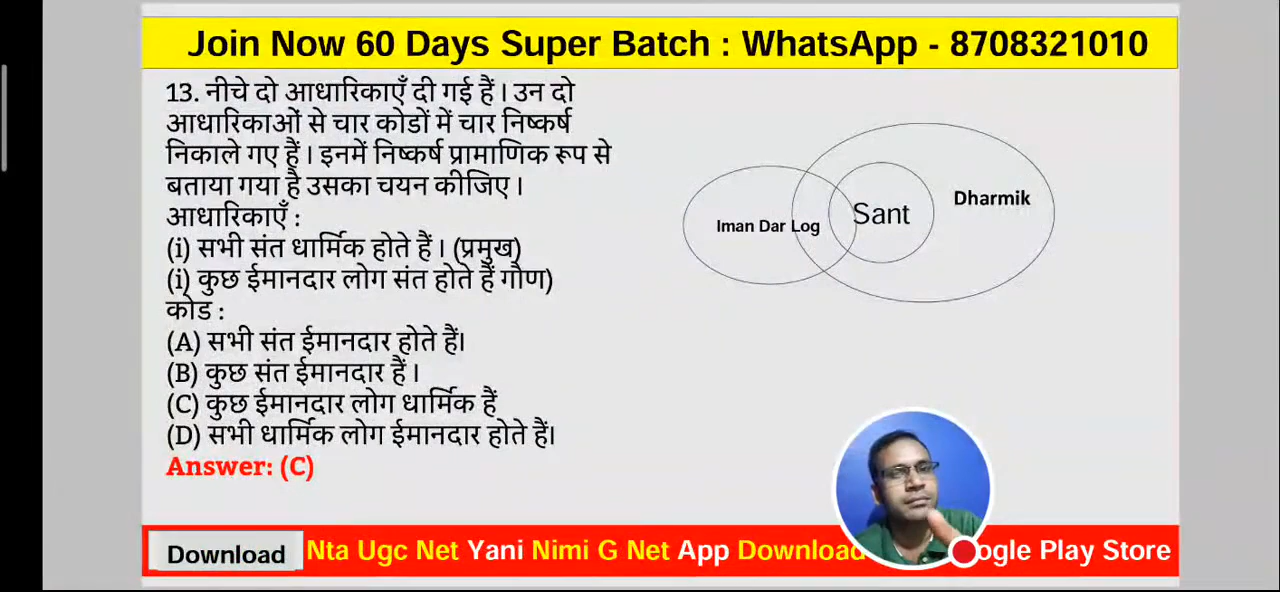 Join Now 60 Days Super Batch : WhatsApp - 8708321010
13. नीचे दो आधारिकाएँ दी गई हैं । उन दो
आधारिकाओं से चार कोडों में चार निष्कर्ष
निकाले गए हैं । इनमें निष्कर्ष प्रामाणिक रूप से
बताया गया है उसका चयन कीजिए ।
आधारिकाएँ :
(i) सभी संत धार्मिक होते हैं । (प्रमुख)
(i) कुछ ईमानदार लोग संत होते हैं गौण)
कोड :
(A) सभी संत ईमानदार होते हैं।
(B) कुछ संत ईमानदार हैं ।
(C) कुछ ईमानदार लोग धार्मिक हैं
(D) सभी धार्मिक लोग ईमानदार होते हैं।
Answer: (C)
Iman Dar Log
Sant
Dharmik
Download Nta Ugc Net Yani Nimi G Net App Download ogle Play Store